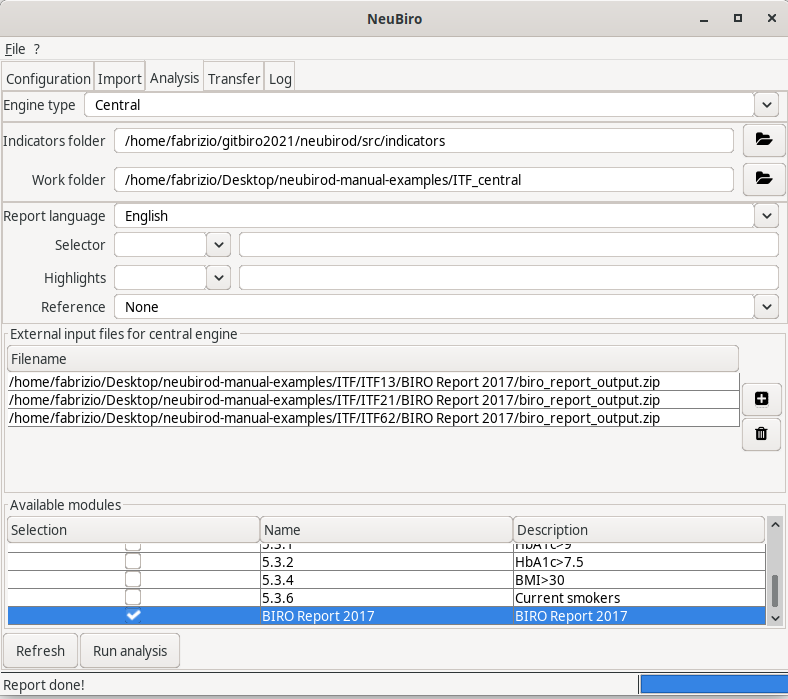 NeuBiro
File ?
Configuration Import Analysis Transfer Log
Engine type Central
Indicators folder /home/fabrizio/gitbiro2021/neubirod/src/indicators
Work folder /home/fabrizio/Desktop/neubirod-manual-examples/ITF_central
Report language English
Selector
Highlights
Reference None
External input files for central engine
Filename
/home/fabrizio/Desktop/neubirod-manual-examples/ITF/ITF13/BIRO Report 2017/biro_report_output.zip
/home/fabrizio/Desktop/neubirod-manual-examples/ITF/ITF21/BIRO Report 2017/biro_report_output.zip
/home/fabrizio/Desktop/neubirod-manual-examples/ITF/ITF62/BIRO Report 2017/biro_report_output.zip
Available modules
Selection Name Description
5.3.1 HbA1c>9
5.3.2 HbA1c>7.5
5.3.4 BMI>30
5.3.6 Current smokers
BIRO Report 2017 BIRO Report 2017
Refresh Run analysis
Report done!